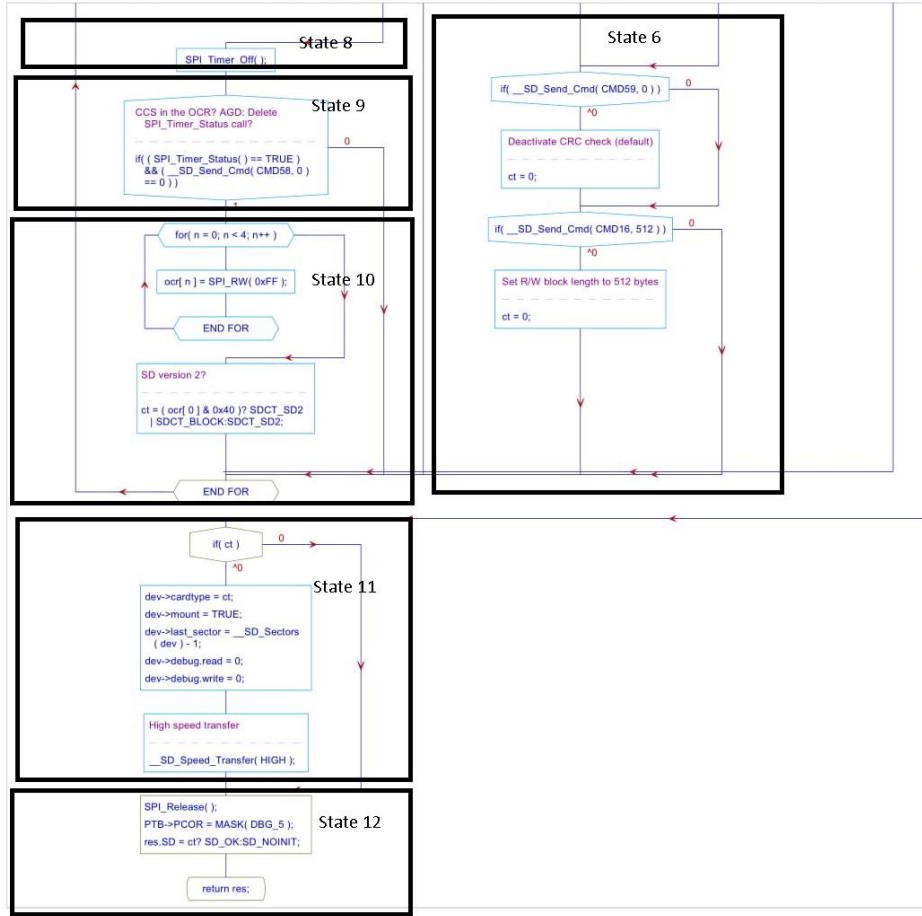 State 8
SPI_Timer_Off( );
State 9
CCS in the OCR? AGD: Delete
SPI_Timer_Status call?
if( ( SPI_Timer_Status( ) == TRUE )
&& ( __SD_Send_Cmd( CMD58, 0 )
== 0 ) )
0
1
for( n = 0; n < 4; n++ )
State 10
ocr[ n ] = SPI_RW( 0xFF );
END FOR
SD version 2?
ct = ( ocr[ 0 ] & 0x40 )? SDCT_SD2
| SDCT_BLOCK:SDCT_SD2;
END FOR
State 6
if( __SD_Send_Cmd( CMD59, 0 ) )
0
^0
Deactivate CRC check (default)
ct = 0;
if( __SD_Send_Cmd( CMD16, 512 ) )
0
^0
Set R/W block length to 512 bytes
ct = 0;
if( ct )
0
^0
State 11
dev->cardtype = ct;
dev->mount = TRUE;
dev->last_sector = __SD_Sectors
( dev ) - 1;
dev->debug.read = 0;
dev->debug.write = 0;
High speed transfer
__SD_Speed_Transfer( HIGH );
State 12
SPI_Release( );
PTB->PCOR = MASK( DBG_5 );
res.SD = ct? SD_OK:SD_NOINIT;
return res;